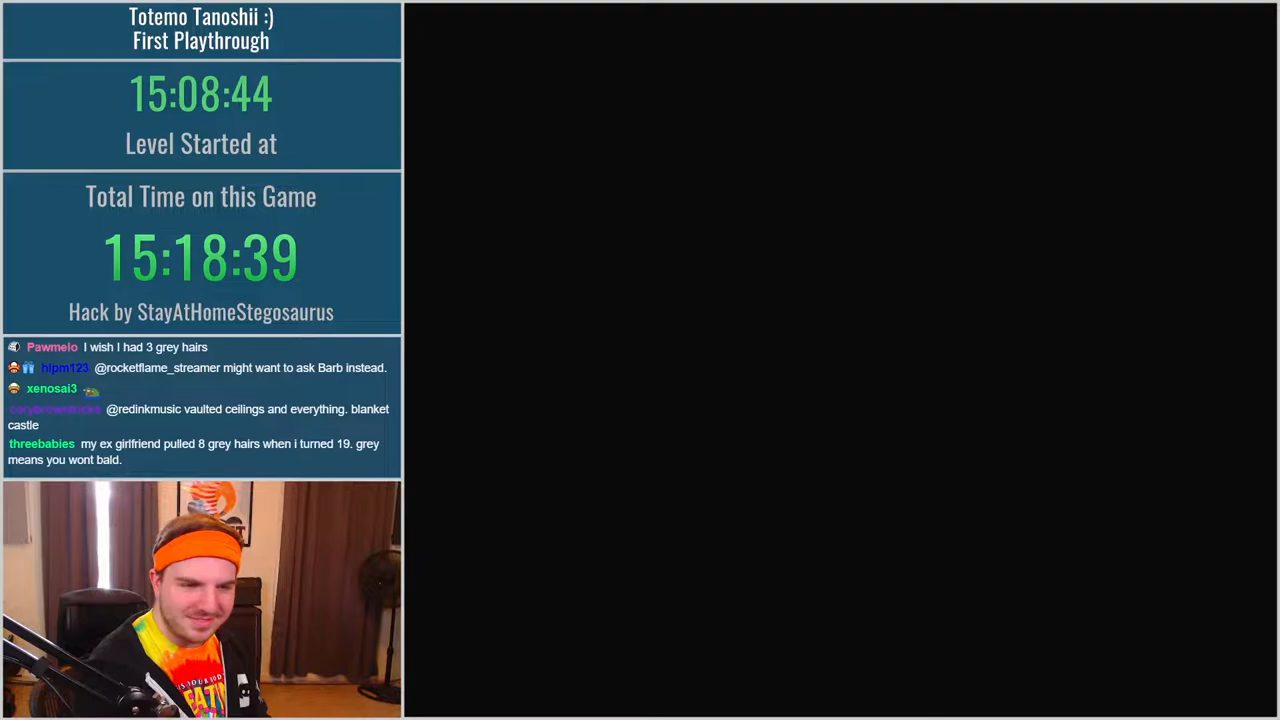 Totemo Tanoshii :)
First Playthrough
15:08:44
Level Started at
Total Time on this Game
15:18:39
Hack by StayAtHomeStegosaurus
Pawmelo I wish I had 3 grey hairs
hlpm123 @rocketflame_streamer might want to ask Barb instead.
xenosai3
@redinkmusic vaulted ceilings and everything. blanket
castle
threebabies my ex girlfriend pulled 8 grey hairs when i turned 19. grey
means you wont bald.